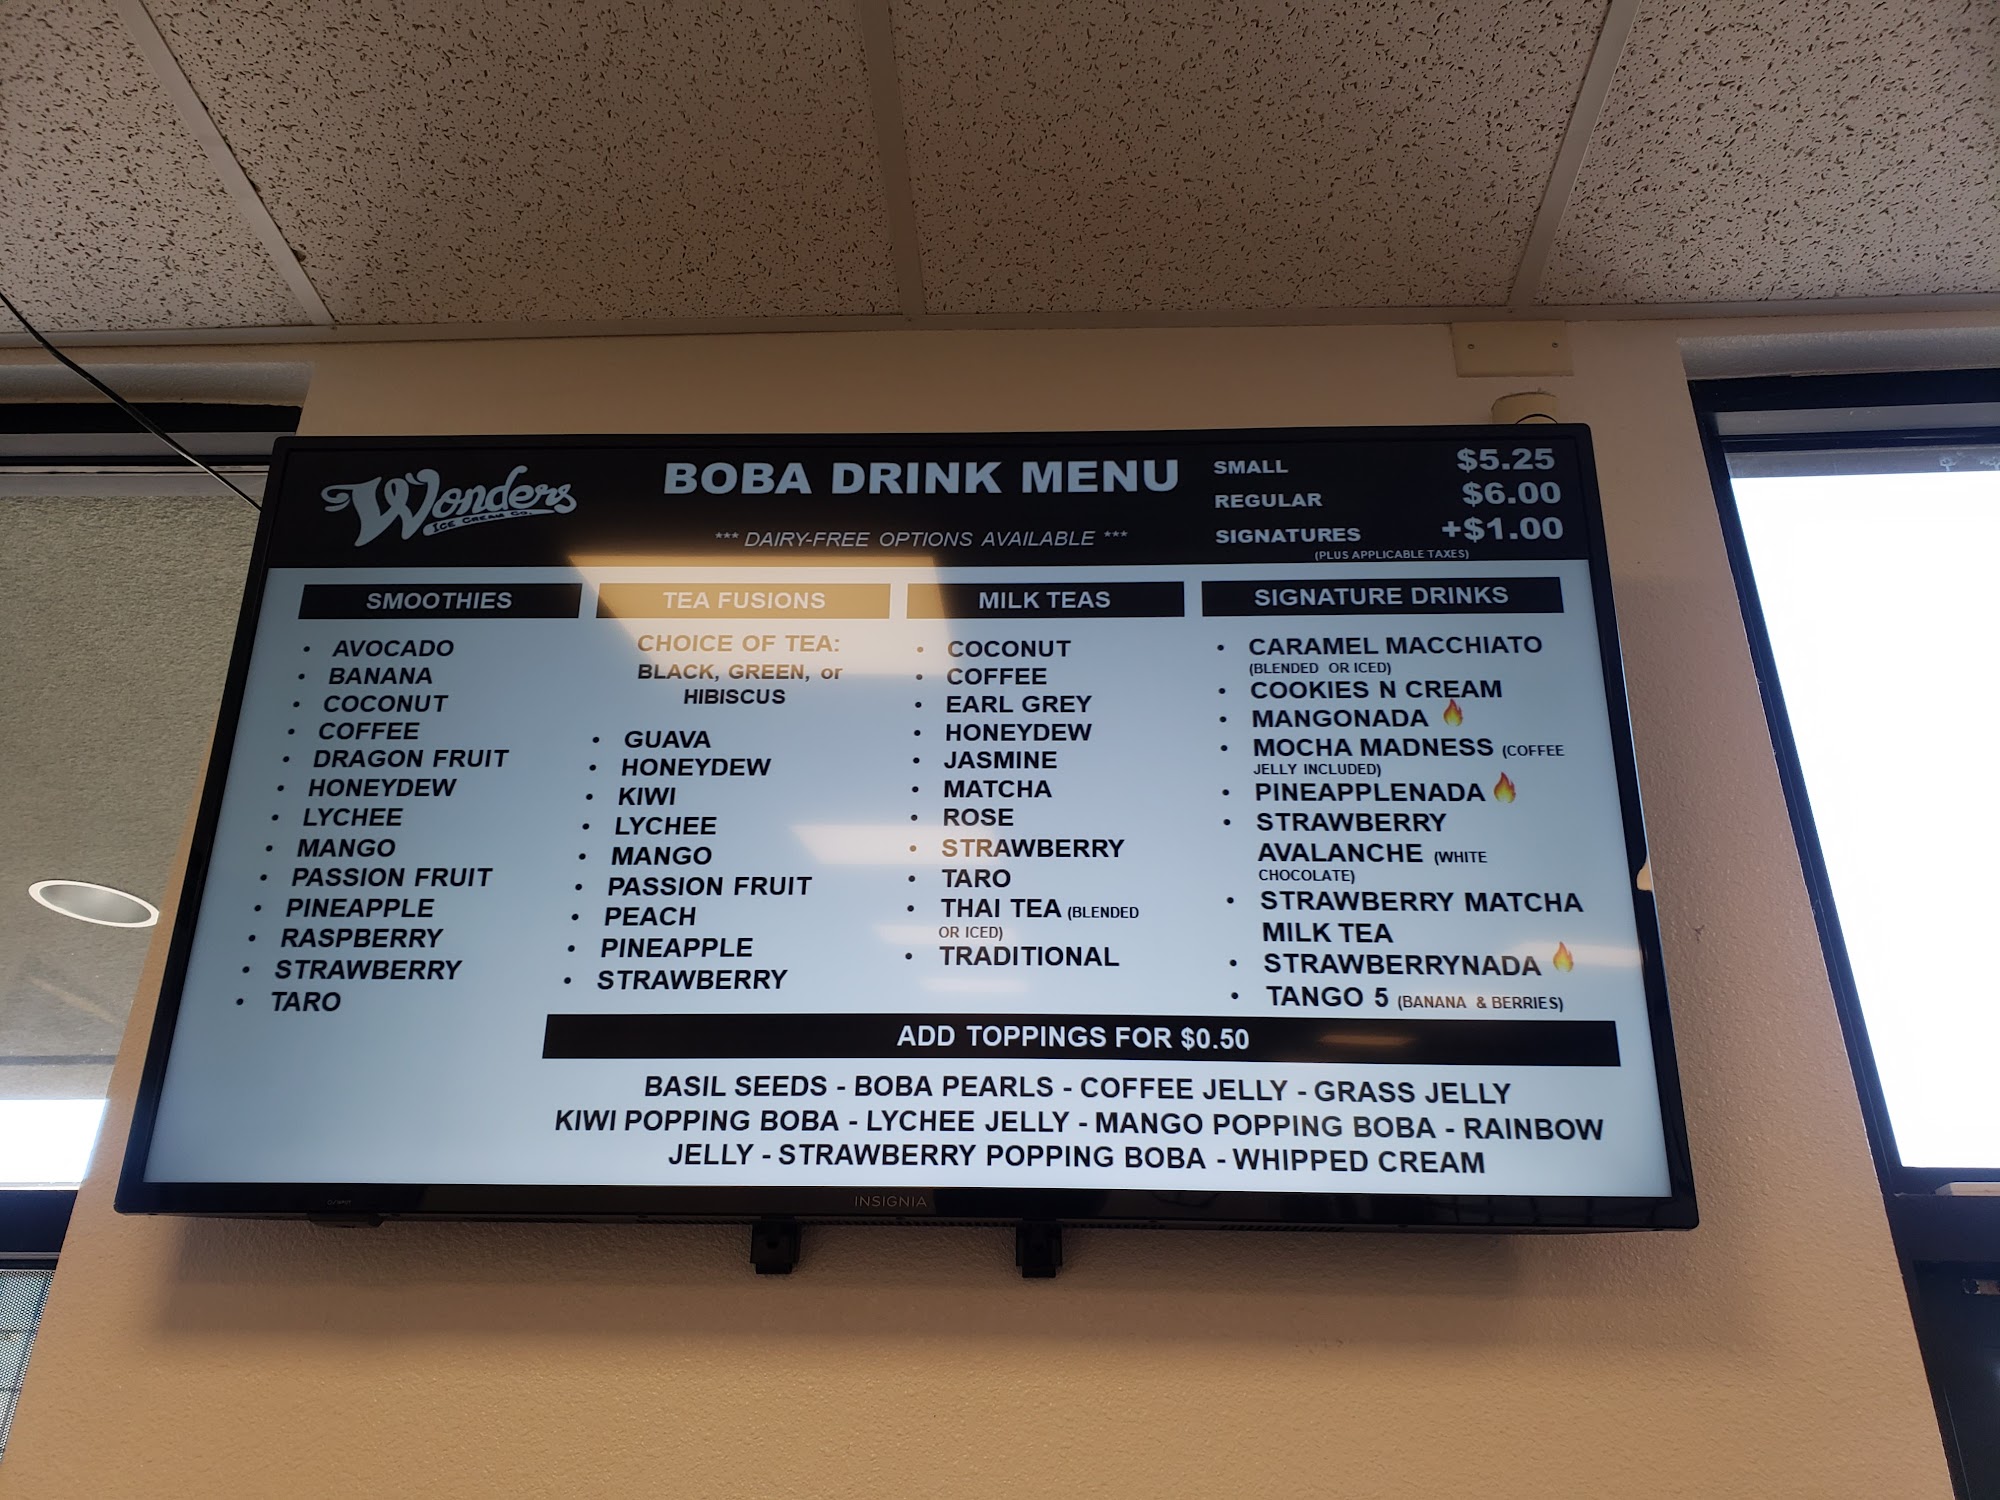 Wonders
ICE CREAM CO.
BOBA DRINK MENU
*** DAIRY-FREE OPTIONS AVAILABLE ***
SMALL $5.25
REGULAR $6.00
SIGNATURES +$1.00
(PLUS APPLICABLE TAXES)
SMOOTHIES
• AVOCADO
• BANANA
• COCONUT
• COFFEE
• DRAGON FRUIT
• HONEYDEW
• LYCHEE
• MANGO
• PASSION FRUIT
• PINEAPPLE
• RASPBERRY
• STRAWBERRY
• TARO
TEA FUSIONS
CHOICE OF TEA:
BLACK, GREEN, or
HIBISCUS
• GUAVA
• HONEYDEW
• KIWI
• LYCHEE
• MANGO
• PASSION FRUIT
• PEACH
• PINEAPPLE
• STRAWBERRY
MILK TEAS
• COCONUT
• COFFEE
• EARL GREY
• HONEYDEW
• JASMINE
• MATCHA
• ROSE
• STRAWBERRY
• TARO
• THAI TEA (BLENDED
OR ICED)
• TRADITIONAL
SIGNATURE DRINKS
• CARAMEL MACCHIATO
(BLENDED OR ICED)
• COOKIES N CREAM
• MANGONADA 🔥
• MOCHA MADNESS (COFFEE
JELLY INCLUDED)
• PINEAPPLENADA 🔥
• STRAWBERRY
AVALANCHE (WHITE
CHOCOLATE)
• STRAWBERRY MATCHA
MILK TEA
• STRAWBERRYNADA 🔥
• TANGO 5 (BANANA & BERRIES)
ADD TOPPINGS FOR $0.50
BASIL SEEDS - BOBA PEARLS - COFFEE JELLY - GRASS JELLY
KIWI POPPING BOBA - LYCHEE JELLY - MANGO POPPING BOBA - RAINBOW
JELLY - STRAWBERRY POPPING BOBA - WHIPPED CREAM
INSIGNIA